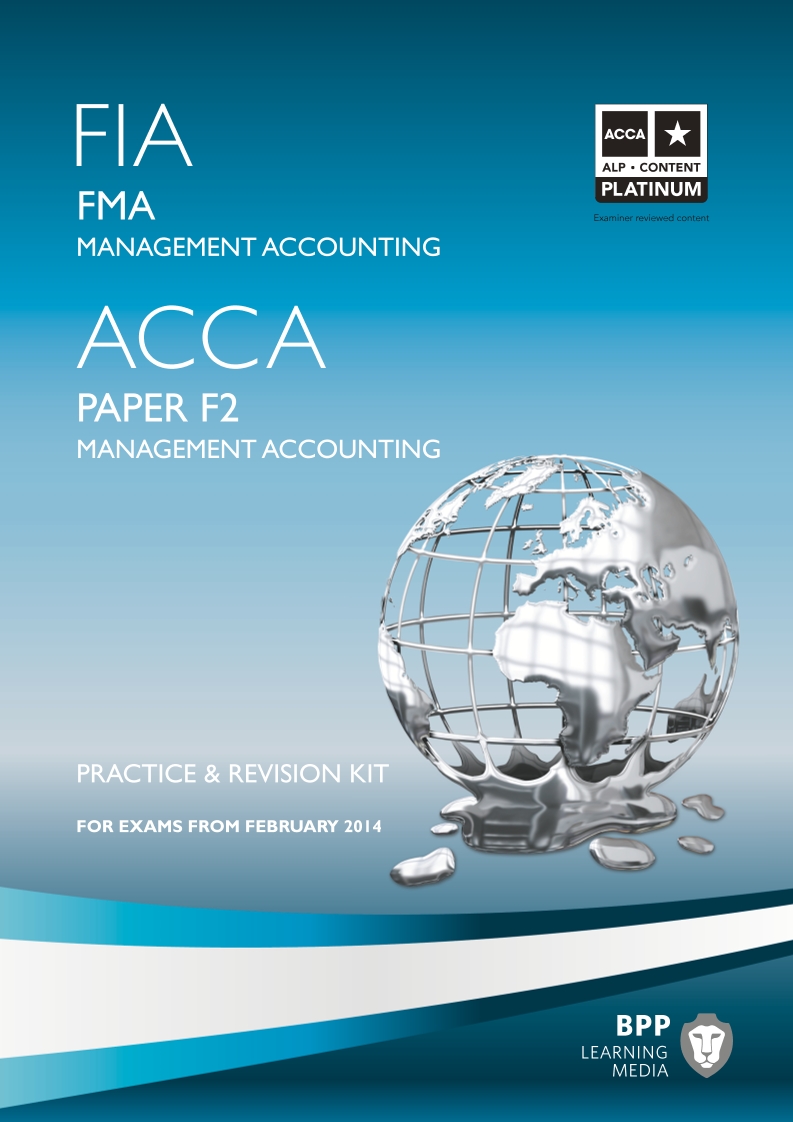 FIA
FMA
MANAGEMENT ACCOUNTING
ACCA
ALP • CONTENT
PLATINUM
Examiner reviewed content
ACCA
PAPER F2
MANAGEMENT ACCOUNTING
PRACTICE & REVISION KIT
FOR EXAMS FROM FEBRUARY 2014
BPP
LEARNING
MEDIA